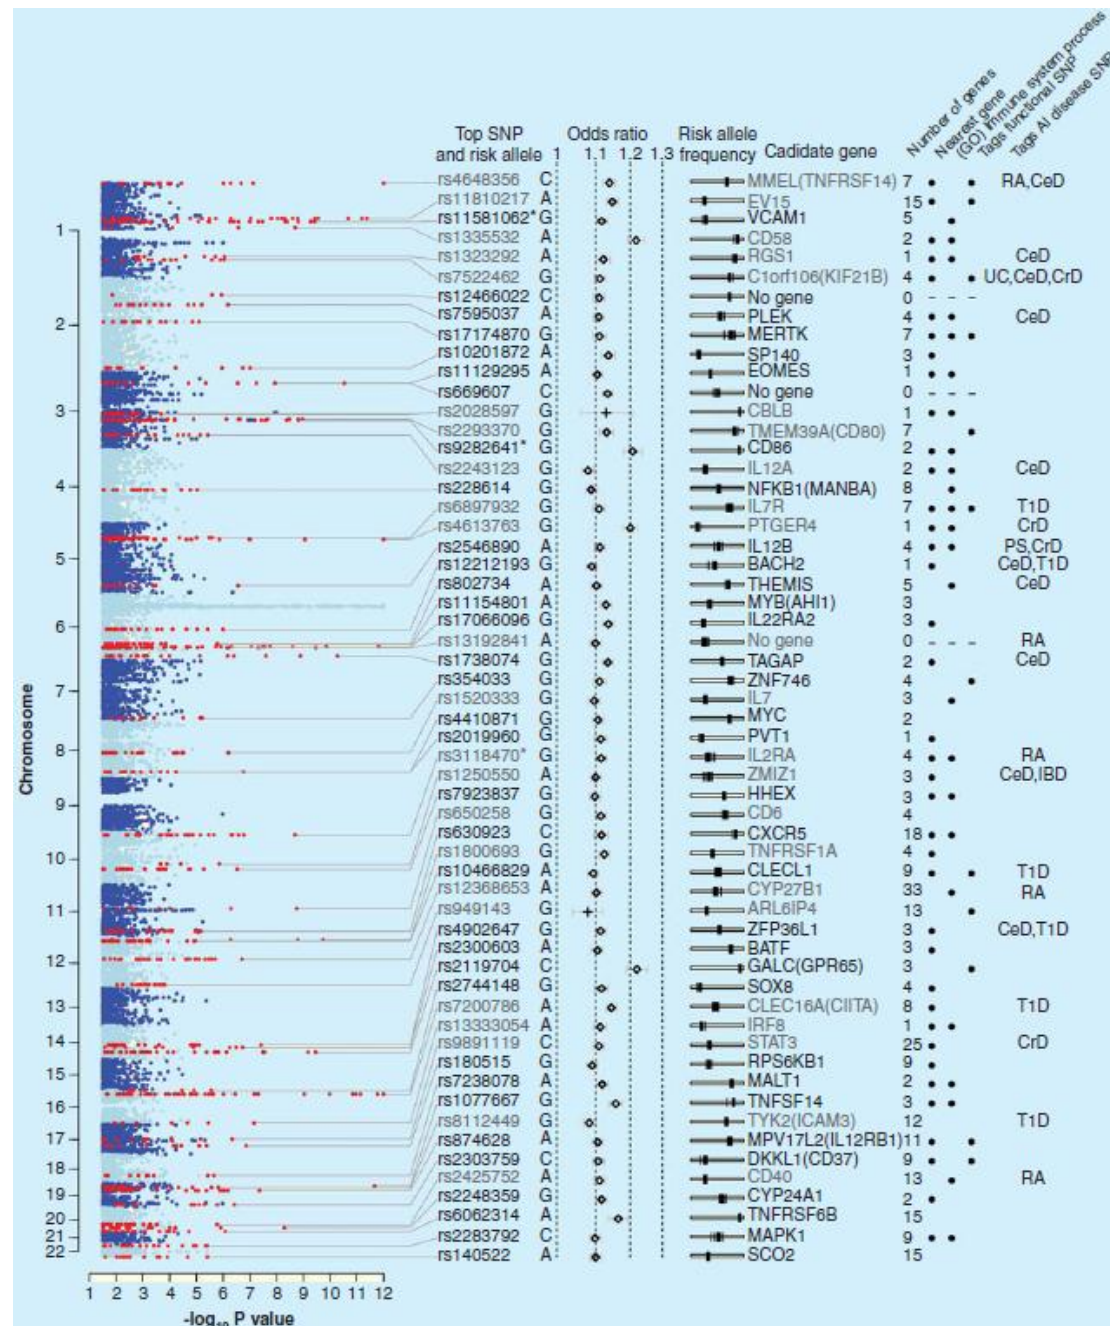 Number of genes
Nearest gene
(GO) Immune system process
Tags functional SNP
Tags AI disease SNP
Top SNP Odds ratio Risk allele
and risk allele 1 1.1 1.2 1.3 frequency Cadidate gene
rs4648356 C MMEL(TNFRSF14) 7 RA,CeD
rs11810217 A EV15 15
rs11581062* G VCAM1 5
rs1335532 A CD58 2
rs1323292 A RGS1 1 CeD
rs7522462 G C1orf106(KIF21B) 4 UC,CeD,CrD
rs12466022 C No gene 0 - - -
rs7595037 A PLEK 4 CeD
rs17174870 G MERTK 7
rs10201872 A SP140 3
rs11129295 A EOMES 1
rs669607 C No gene 0 - - -
rs2028597 G CBLB 1
rs2293370 G TMEM39A(CD80) 7
rs9282641* G CD86 2
rs2243123 G IL12A 2 CeD
rs228614 G NFKB1(MANBA) 8
rs6897932 G IL7R 7 T1D
rs4613763 G PTGER4 1 CrD
rs2546890 A IL12B 4 PS,CrD
rs12212193 G BACH2 1 CeD,T1D
rs802734 A THEMIS 5 CeD
rs11154801 A MYB(AHI1) 3
rs17066096 G IL22RA2 3
rs13192841 A No gene 0 - - - RA
rs1738074 G TAGAP 2 CeD
rs354033 G ZNF746 4
rs1520333 G IL7 3
rs4410871 G MYC 2
rs2019960 G PVT1 1
rs3118470* G IL2RA 4 RA
rs1250550 A ZMIZ1 3 CeD,IBD
rs7923837 G HHEX 3
rs650258 G CD6 4
rs630923 C CXCR5 18
rs1800693 G TNFRSF1A 4
rs10466829 A CLECL1 9 T1D
rs12368653 A CYP27B1 33 RA
rs949143 G ARL6IP4 13
rs4902647 G ZFP36L1 3 CeD,T1D
rs2300603 A BATF 3
rs2119704 C GALC(GPR65) 3
rs2744148 G SOX8 4
rs7200786 A CLEC16A(CIITA) 8 T1D
rs13333054 A IRF8 1
rs9891119 C STAT3 25 CrD
rs180515 G RPS6KB1 9
rs7238078 A MALT1 2
rs1077667 G TNFSF14 3
rs8112449 G TYK2(ICAM3) 12 T1D
rs874628 A MPV17L2(IL12RB1) 11
rs2303759 C DKKL1(CD37) 9
rs2425752 A CD40 13 RA
rs2248359 G CYP24A1 2
rs6062314 A TNFRSF6B 15
rs2283792 C MAPK1 9
rs140522 A SCO2 15
Chromosome
1
2
3
4
5
6
7
8
9
10
11
12
13
14
15
16
17
18
19
20
21
22
1 2 3 4 5 6 7 8 9 10 11 12
-log₁₀ P value